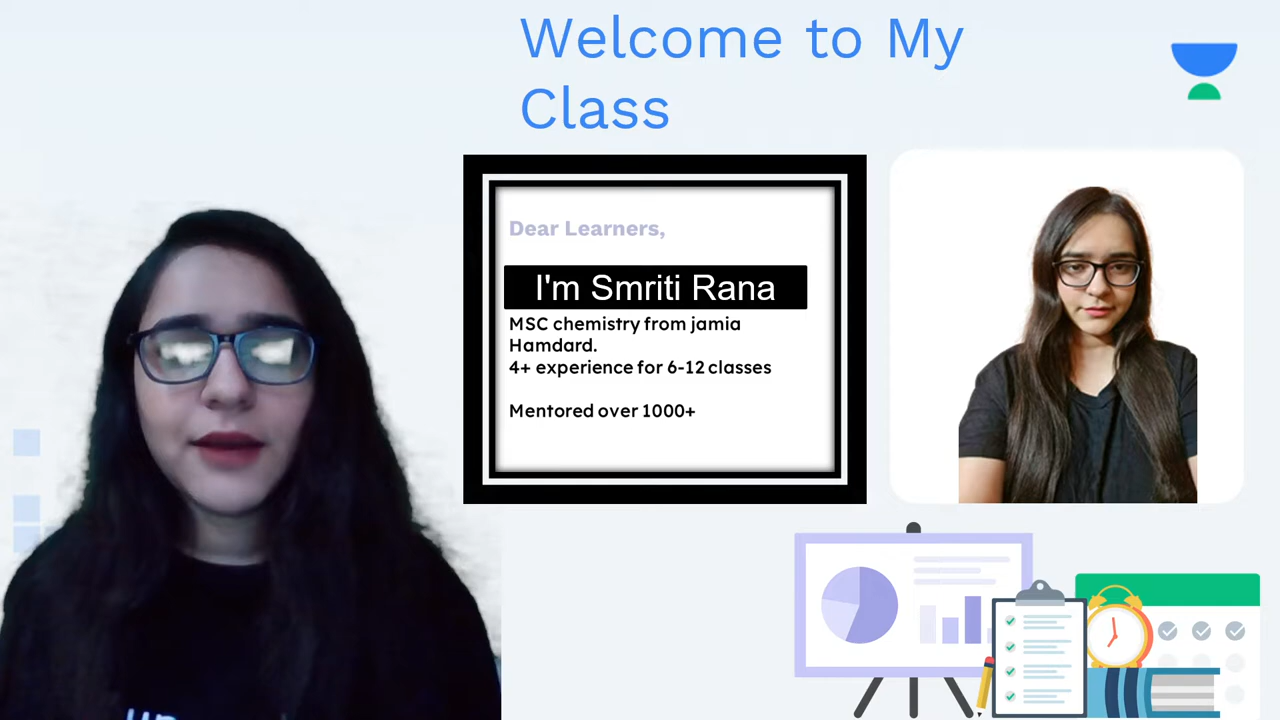 Welcome to My
Class
Dear Learners,
I'm Smriti Rana
MSC chemistry from jamia
Hamdard.
4+ experience for 6-12 classes
Mentored over 1000+